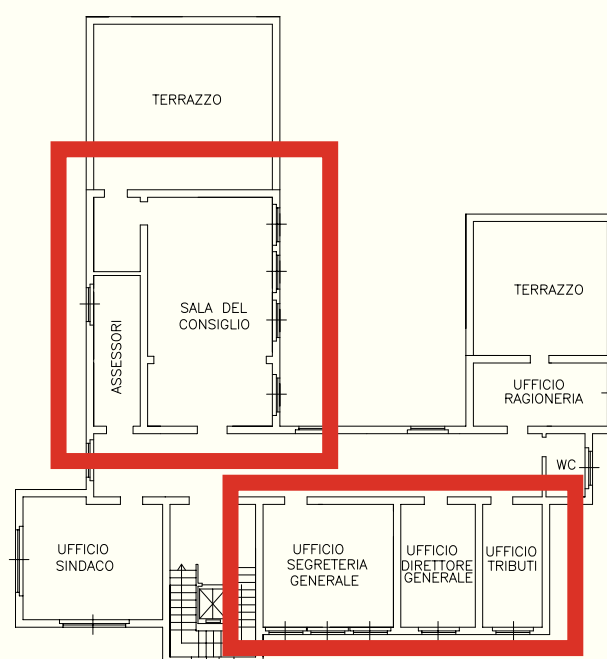 TERRAZZO
TERRAZZO
SALA DEL
CONSIGLIO
ASSESSORI
UFFICIO
RAGIONERIA
WC
UFFICIO
SINDACO
UFFICIO
SEGRETERIA
GENERALE
UFFICIO
DIRETTORE
GENERALE
UFFICIO
TRIBUTI